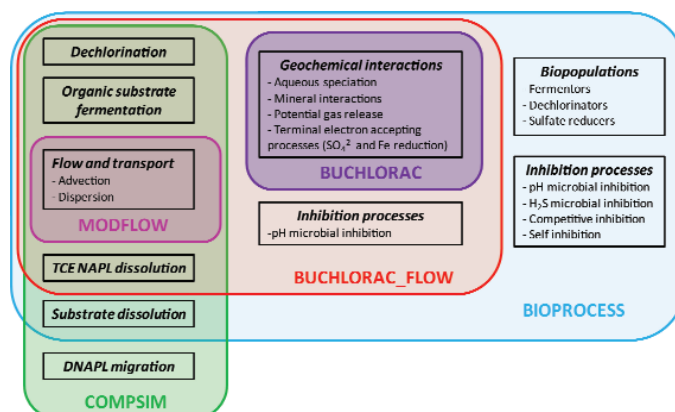 Dechlorination
Organic substrate
fermentation
Flow and transport
- Advection
- Dispersion
MODFLOW
TCE NAPL dissolution
Substrate dissolution
DNAPL migration
COMPSIM
Geochemical interactions
- Aqueous speciation
- Mineral interactions
- Potential gas release
- Terminal electron accepting
processes (SO₄² and Fe reduction)
BUCHLORAC
Inhibition processes
-pH microbial inhibition
BUCHLORAC_FLOW
Biopopulations
Fermentors
- Dechlorinators
- Sulfate reducers
Inhibition processes
- pH microbial inhibition
- H₂S microbial inhibition
- Competitive inhibition
- Self inhibition
BIOPROCESS